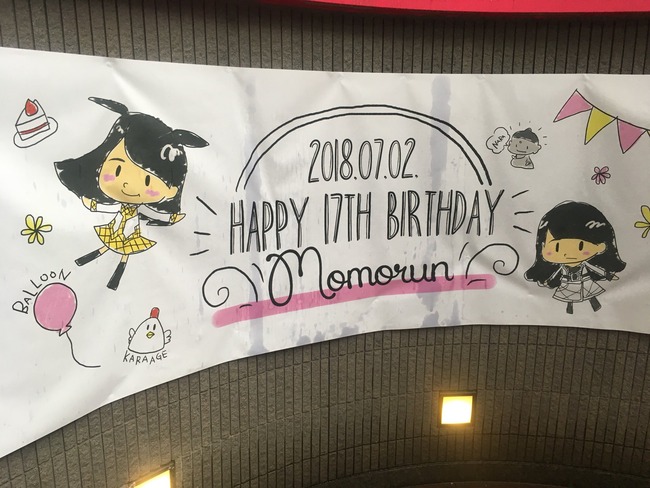 2018.07.02.
HAPPY 17TH BIRTHDAY
Momorun
BALLOON
KARAAGE